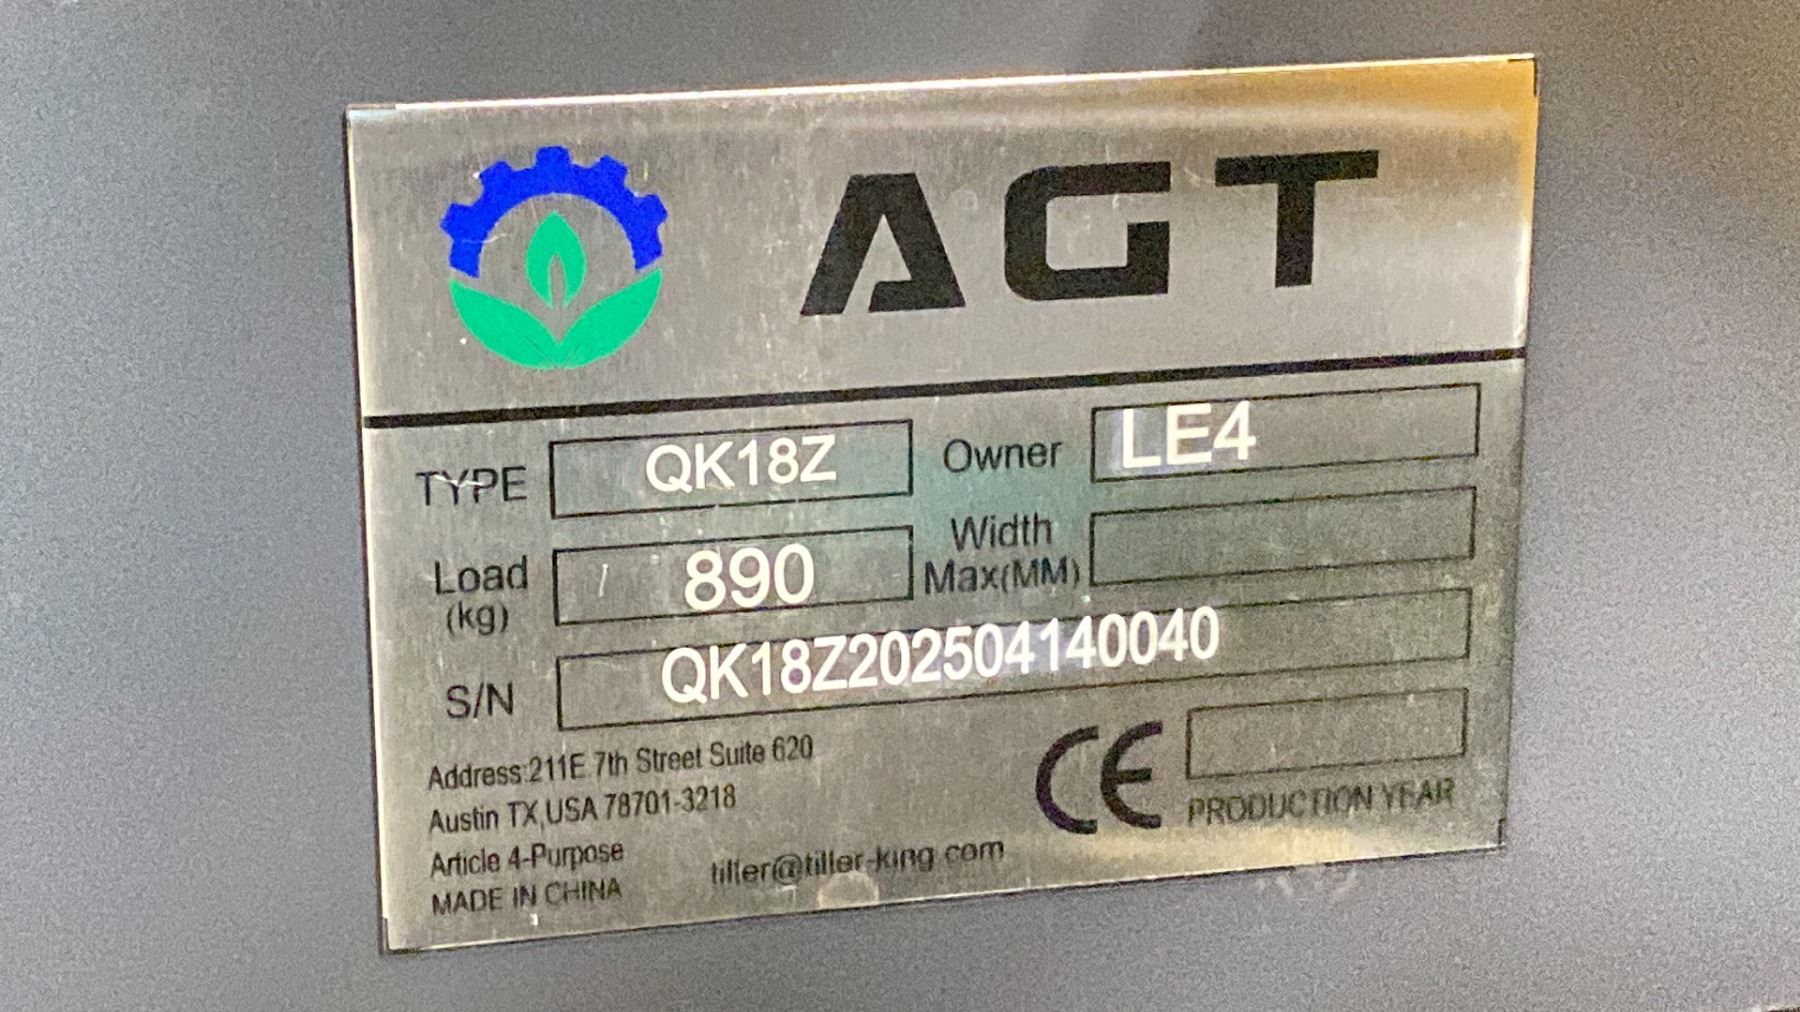 AGT
TYPE QK18Z Owner LE4
Load (kg) 890 Width Max(MM)
S/N QK18Z202504140040
Address:211E 7th Street Suite 620
Austin TX,USA 78701-3218
Article 4-Purpose
MADE IN CHINA
tiller@tiller-king.com
CE
PRODUCTION YEAR